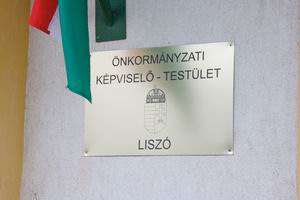 ÖNKORMÁNYZATI
KÉPVISELŐ - TESTÜLET
LISZÓ